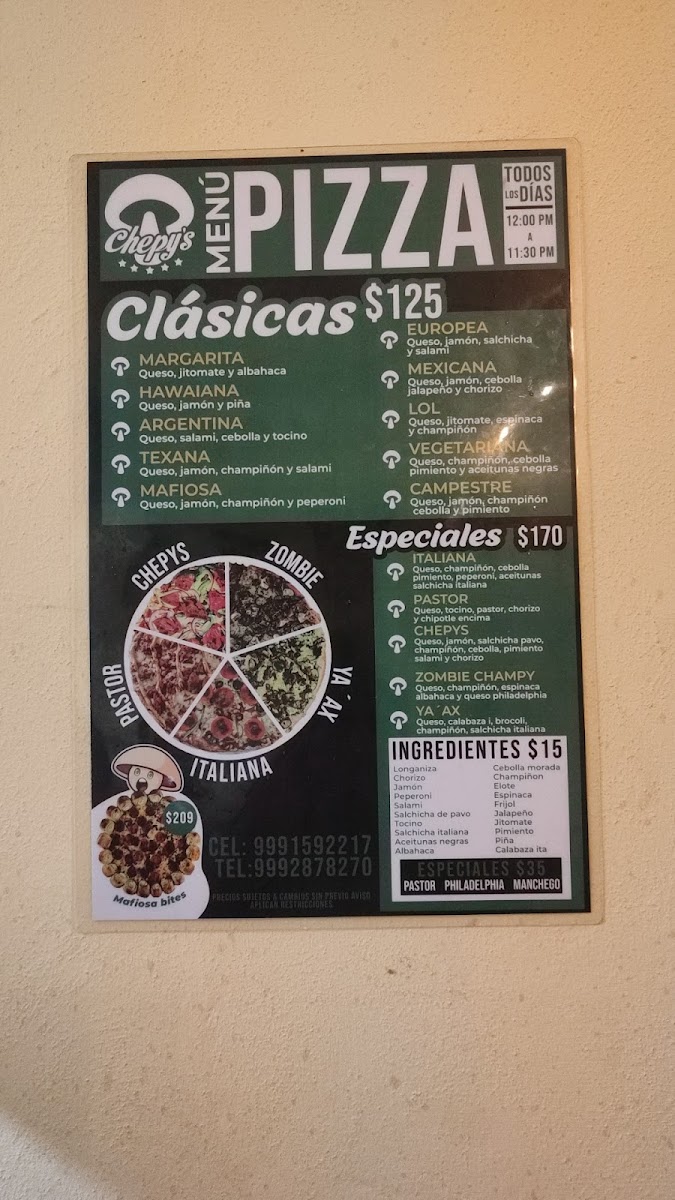 Chepy's
MENÚ
PIZZA
TODOS
LOS DÍAS
12:00 PM
A
11:30 PM
Clásicas $125
MARGARITA
Queso, jitomate y albahaca
HAWAIANA
Queso, jamón y piña
ARGENTINA
Queso, salami, cebolla y tocino
TEXANA
Queso, jamón, champiñón y salami
MAFIOSA
Queso, jamón, champiñón y peperoni
EUROPEA
Queso, jamón, salchicha
y salami
MEXICANA
Queso, jamón, cebolla
jalapeño y chorizo
LOL
Queso, jitomate, espinaca
y champiñón
VEGETARIANA
Queso, champiñón, cebolla
pimiento y aceitunas negras
CAMPESTRE
Queso, jamón, champiñón
cebolla y pimiento
Especiales $170
ITALIANA
Queso, champiñón, cebolla
pimiento, peperoni, aceitunas
salchicha italiana
PASTOR
Queso, tocino, pastor, chorizo
y chipotle encima
CHEPYS
Queso, jamón, salchicha pavo,
champiñón, cebolla, pimiento
salami y chorizo
ZOMBIE CHAMPY
Queso, champiñón, espinaca
albahaca y queso philadelphia
YA´AX
Queso, calabaza i, brocoli,
champiñón, salchicha italiana
CHEPYS
ZOMBIE
YA´AX
ITALIANA
PASTOR
$209
Mafiosa bites
CEL: 9991592217
TEL:9992878270
PRECIOS SUJETOS A CAMBIOS SIN PREVIO AVISO
APLICAN RESTRICCIONES
INGREDIENTES $15
Longaniza
Chorizo
Jamón
Peperoni
Salami
Salchicha de pavo
Tocino
Salchicha italiana
Aceitunas negras
Albahaca
Cebolla morada
Champiñon
Elote
Espinaca
Frijol
Jalapeño
Jitomate
Pimiento
Piña
Calabaza ita
ESPECIALES $35
PASTOR PHILADELPHIA MANCHEGO